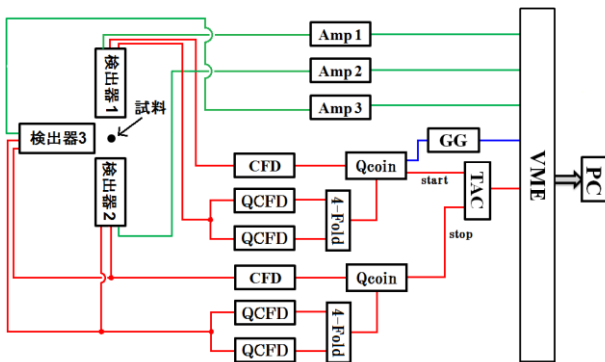 Amp 1
Amp 2
Amp 3
検出器1
試料
検出器3
検出器2
CFD
QCFD
QCFD
4-Fold
Qcoin
GG
start
TAC
stop
VME
PC
CFD
QCFD
QCFD
4-Fold
Qcoin